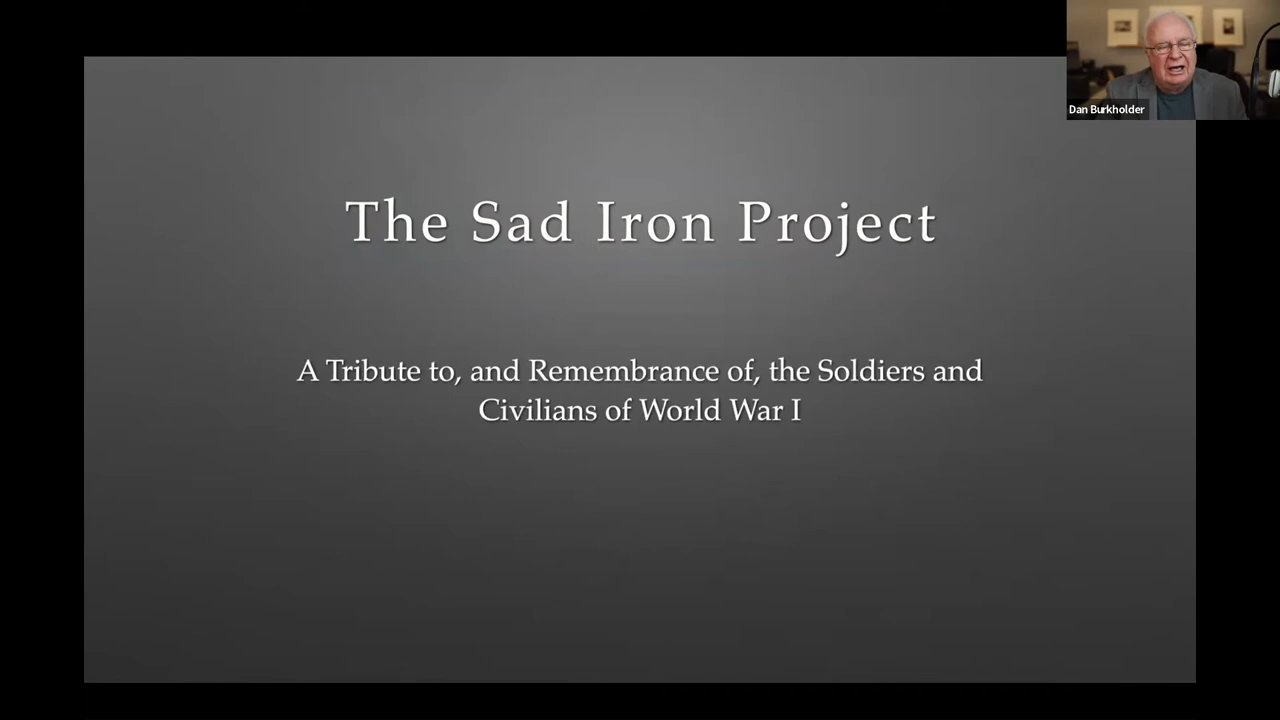 Dan Burkholder
The Sad Iron Project
A Tribute to, and Remembrance of, the Soldiers and
Civilians of World War I